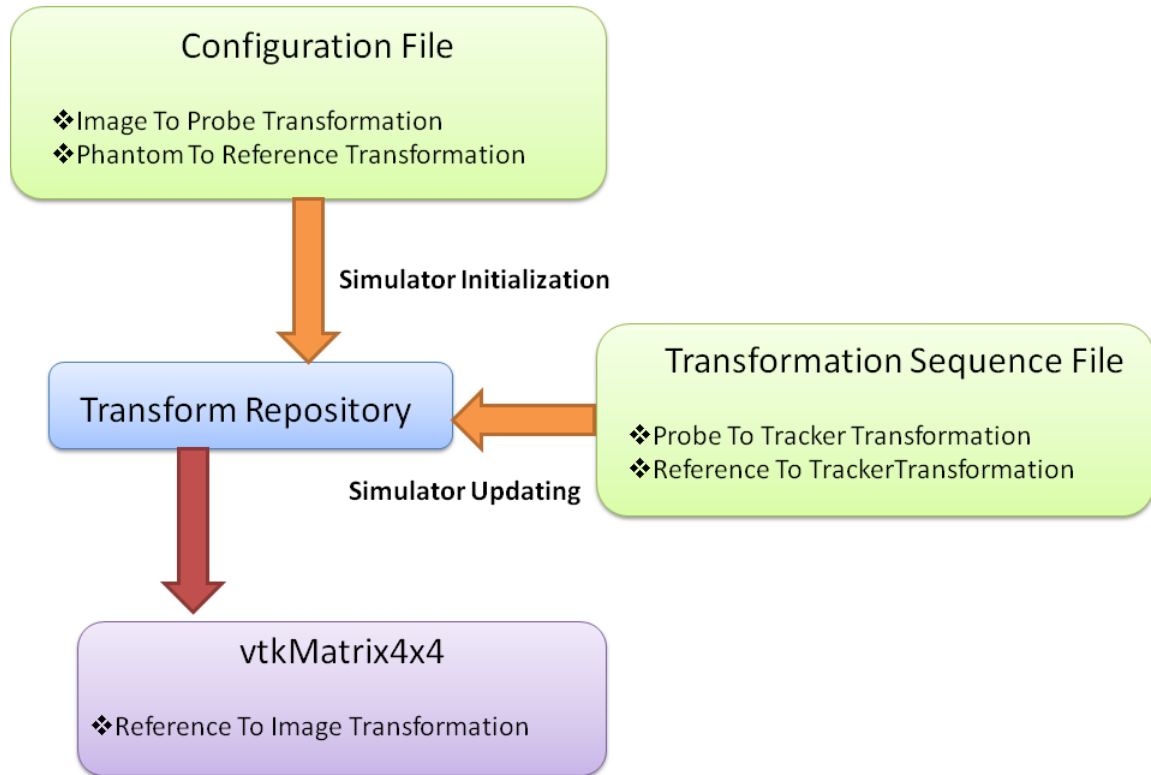 Configuration File
❖Image To Probe Transformation
❖Phantom To Reference Transformation
Simulator Initialization
Transformation Sequence File
❖Probe To Tracker Transformation
❖Reference To TrackerTransformation
Transform Repository
Simulator Updating
vtkMatrix4x4
❖Reference To Image Transformation